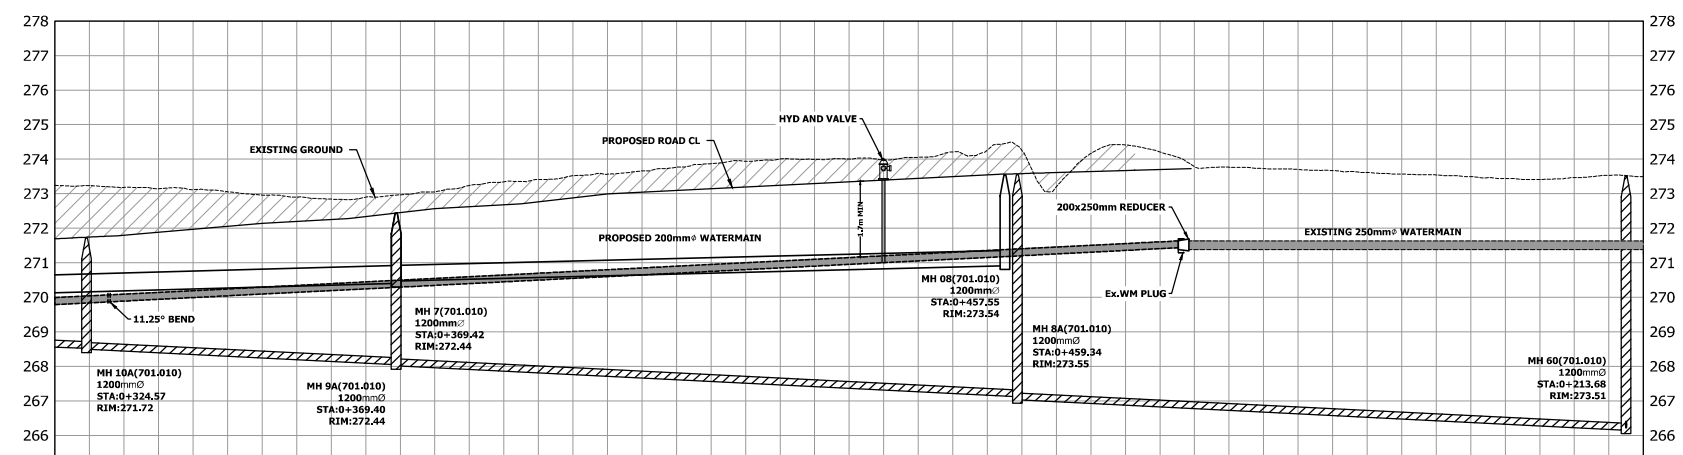 278
278
277
277
276
276
275
275
HYD AND VALVE
EXISTING GROUND
PROPOSED ROAD CL
274
274
273
273
1.7m MIN
200x250mm REDUCER
272
272
PROPOSED 200mmØ WATERMAIN
EXISTING 250mmØ WATERMAIN
271
271
MH 08(701.010)
1200mmØ
STA:0+457.55
RIM:273.54
Ex.WM PLUG
270
270
11.25° BEND
MH 7(701.010)
1200mmØ
STA:0+369.42
RIM:272.44
269
269
MH 8A(701.010)
1200mmØ
STA:0+459.34
RIM:273.55
268
268
MH 10A(701.010)
1200mmØ
STA:0+324.57
RIM:271.72
MH 9A(701.010)
1200mmØ
STA:0+369.40
RIM:272.44
MH 60(701.010)
1200mmØ
STA:0+213.68
RIM:273.51
267
267
266
266